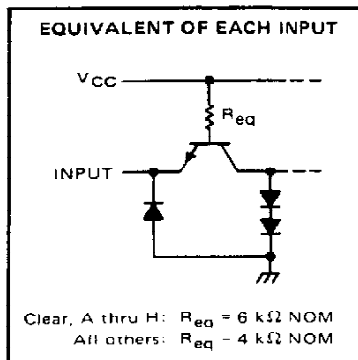 EQUIVALENT OF EACH INPUT
VCC
Req
INPUT
Clear, A thru H: Req = 6 kΩ NOM
All others: Req = 4 kΩ NOM